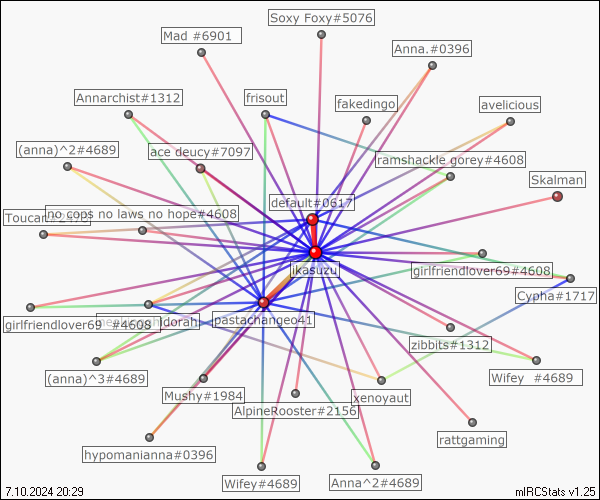 Soxy Foxy#5076
Mad #6901
Anna.#0396
Annarchist#1312
frisout
fakedingo
avelicious
(anna)^2#4689
ace deucy#7097
ramshackle gorey#4608
Skalman
default#0617
Toucan
no cops no laws no hope#4608
ikasuzu
girlfriendlover69#4608
Cypha#1717
girlfriendlover69 #4608
pastachangeo41
zibbits#1312
(anna)^3#4689
Wifey #4689
Mushy#1984
AlpineRooster#2156
xenoyaut
rattgaming
hypomanianna#0396
Wifey#4689
Anna^2#4689
7.10.2024 20:29
mIRCStats v1.25